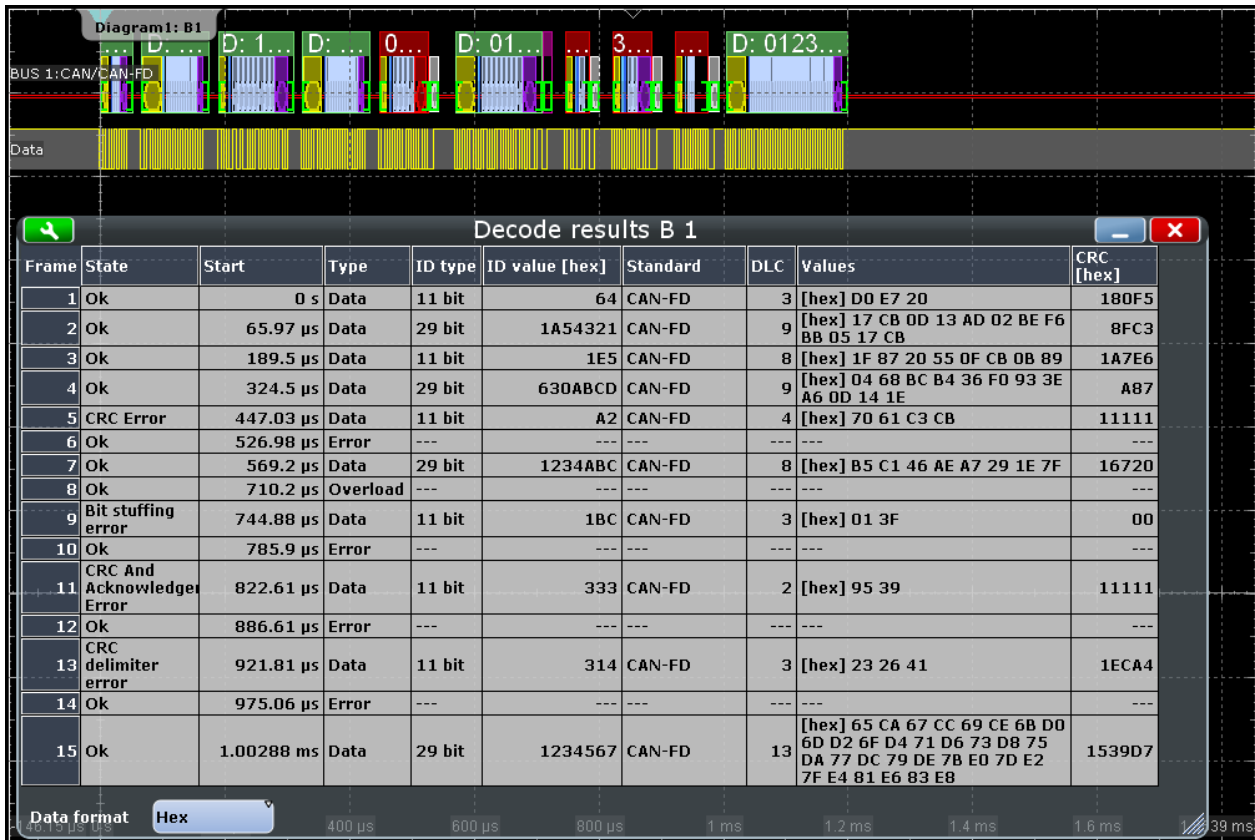 Diagram1: B1
... D: ... D: 1... D: ... 0... D: 01... ... 3... ... D: 0123...
BUS 1:CAN/CAN-FD
Data
Decode results B 1
Frame State Start Type ID type ID value [hex] Standard DLC Values CRC [hex]
1 Ok 0 s Data 11 bit 64 CAN-FD 3 [hex] D0 E7 20 180F5
2 Ok 65.97 µs Data 29 bit 1A54321 CAN-FD 9 [hex] 17 CB 0D 13 AD 02 BE F6
BB 05 17 CB 8FC3
3 Ok 189.5 µs Data 11 bit 1E5 CAN-FD 8 [hex] 1F 87 20 55 0F CB 0B 89 1A7E6
4 Ok 324.5 µs Data 29 bit 630ABCD CAN-FD 9 [hex] 04 68 BC B4 36 F0 93 3E
A6 0D 14 1E A87
5 CRC Error 447.03 µs Data 11 bit A2 CAN-FD 4 [hex] 70 61 C3 CB 11111
6 Ok 526.98 µs Error --- --- --- --- --- ---
7 Ok 569.2 µs Data 29 bit 1234ABC CAN-FD 8 [hex] B5 C1 46 AE A7 29 1E 7F 16720
8 Ok 710.2 µs Overload --- --- --- --- --- ---
9 Bit stuffing
error 744.88 µs Data 11 bit 1BC CAN-FD 3 [hex] 01 3F 00
10 Ok 785.9 µs Error --- --- --- --- --- ---
CRC And
11 Acknowledger 822.61 µs Data 11 bit 333 CAN-FD 2 [hex] 95 39 11111
Error
12 Ok 886.61 µs Error --- --- --- --- --- ---
CRC
13 delimiter 921.81 µs Data 11 bit 314 CAN-FD 3 [hex] 23 26 41 1ECA4
error
14 Ok 975.06 µs Error --- --- --- --- --- ---
[hex] 65 CA 67 CC 69 CE 6B D0
15 Ok 1.00288 ms Data 29 bit 1234567 CAN-FD 13 6D D2 6F D4 71 D6 73 D8 75
DA 77 DC 79 DE 7B E0 7D E2 1539D7
7F E4 81 E6 83 E8
Data format Hex
-146.15 µs 0 s 400 µs 600 µs 800 µs 1 ms 1.2 ms 1.4 ms 1.6 ms 39 ms